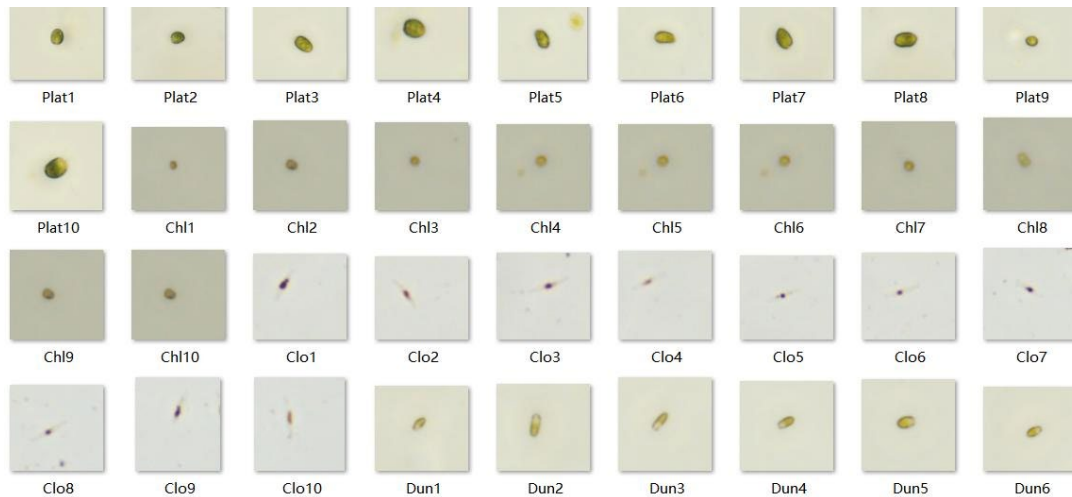 Plat1 Plat2 Plat3 Plat4 Plat5 Plat6 Plat7 Plat8 Plat9
Plat10 Chl1 Chl2 Chl3 Chl4 Chl5 Chl6 Chl7 Chl8
Chl9 Chl10 Clo1 Clo2 Clo3 Clo4 Clo5 Clo6 Clo7
Clo8 Clo9 Clo10 Dun1 Dun2 Dun3 Dun4 Dun5 Dun6